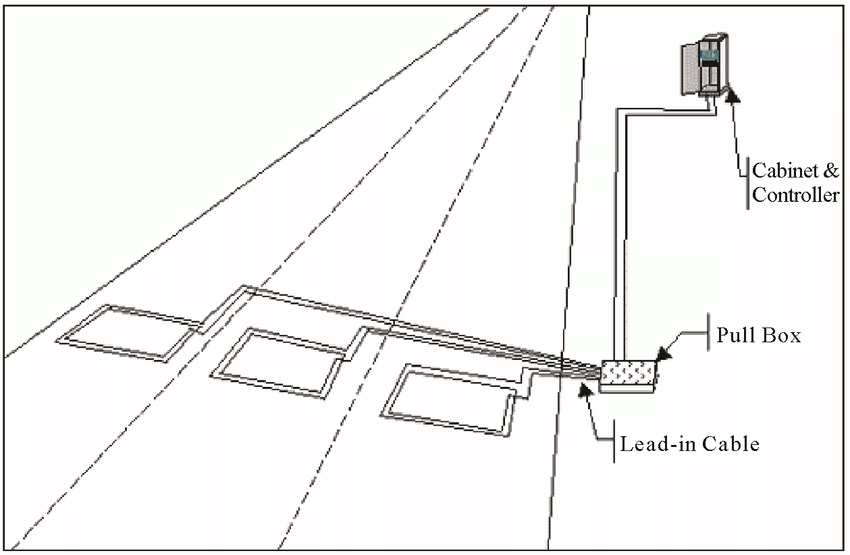 Cabinet &
Controller
Pull Box
Lead-in Cable